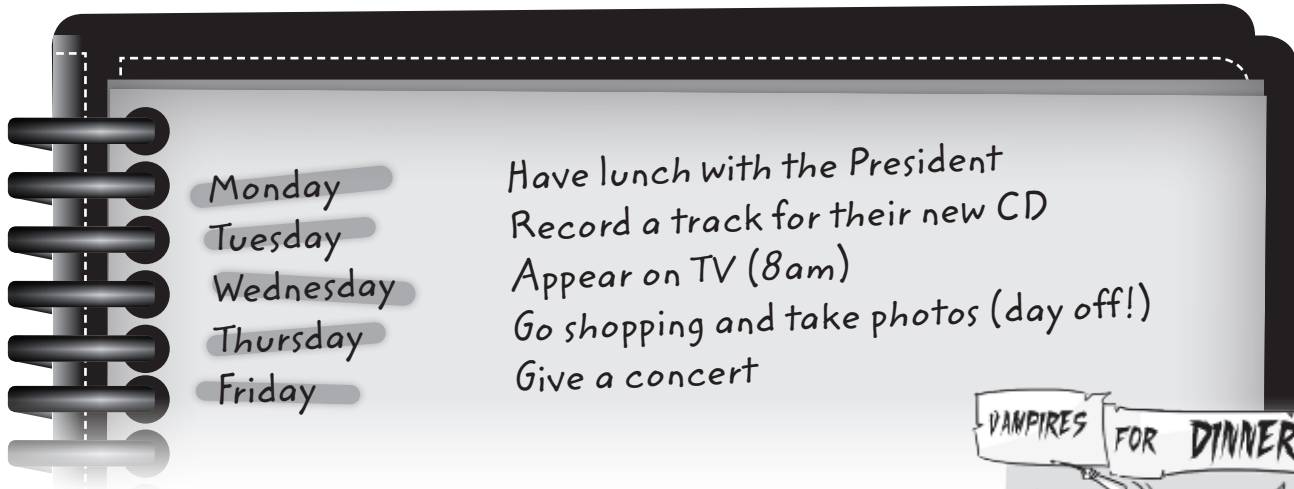 Monday Have lunch with the President
Tuesday Record a track for their new CD
Wednesday Appear on TV (8am)
Thursday Go shopping and take photos (day off!)
Friday Give a concert
VAMPIRES FOR DINNER